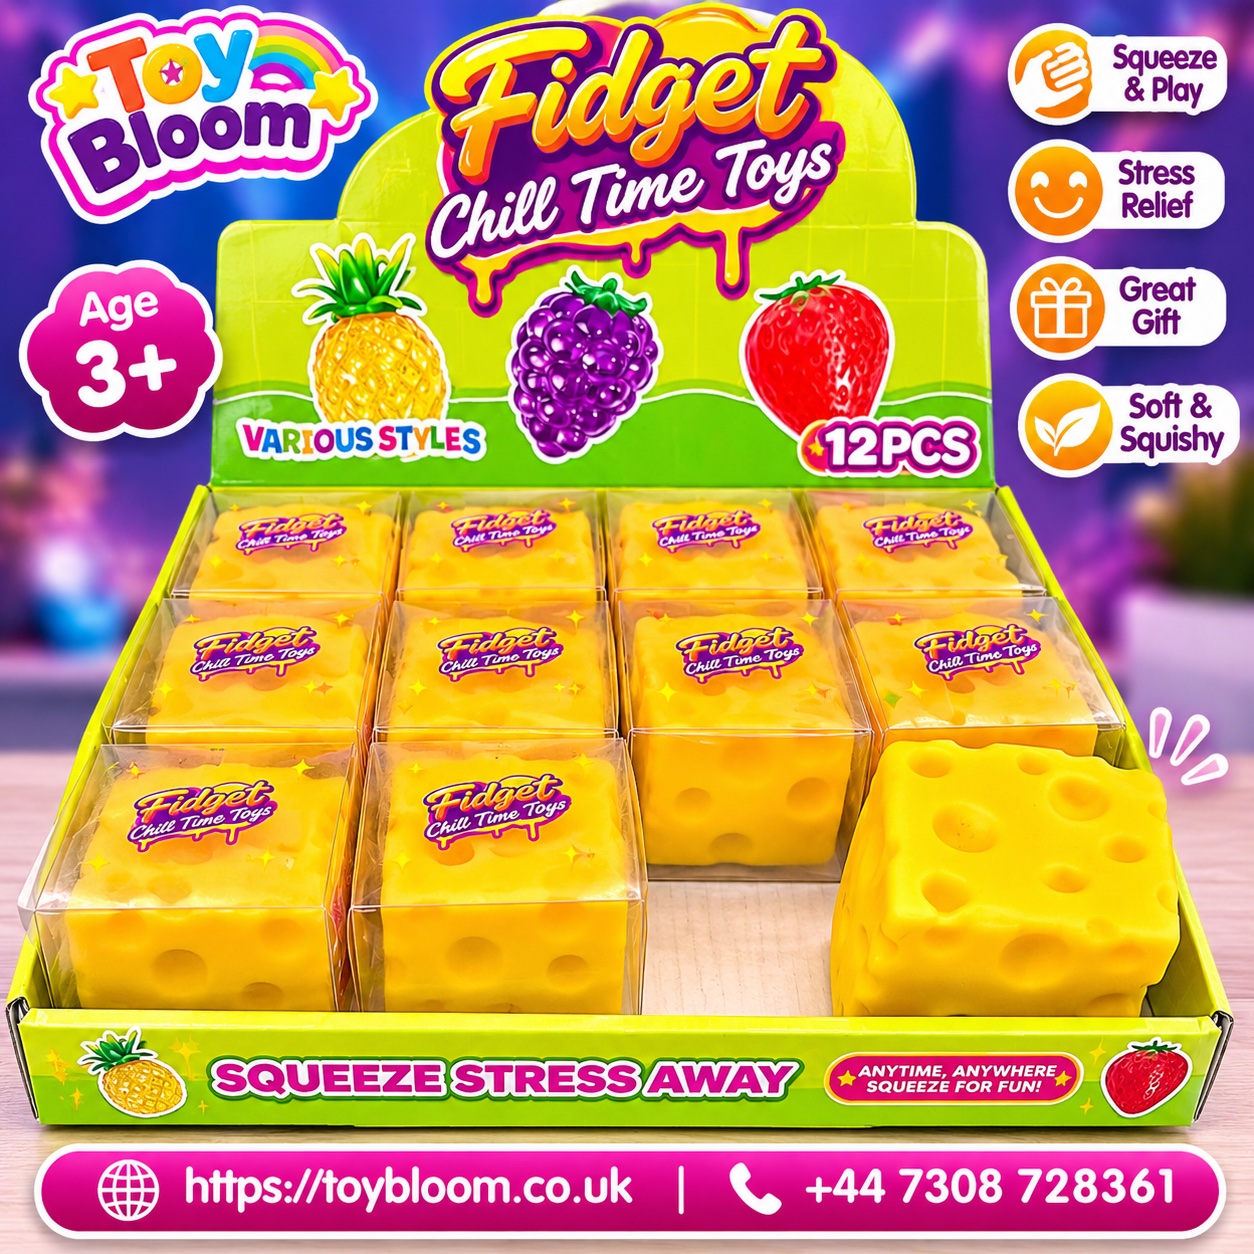 Toy
Bloom
Fidget
Chill Time Toys
Squeeze
& Play
Stress
Relief
Great
Gift
Soft &
Squishy
Age
3+
VARIOUS STYLES
12PCS
Fidget
Chill Time Toys
Fidget
Chill Time Toys
Fidget
Chill Time Toys
Fidget
Chill Time Toys
Fidget
Chill Time Toys
Fidget
Chill Time Toys
Fidget
Chill Time Toys
Fidget
Chill Time Toys
Fidget
Chill Time Toys
Fidget
Chill Time Toys
SQUEEZE STRESS AWAY
ANYTIME, ANYWHERE
SQUEEZE FOR FUN!
https://toybloom.co.uk | +44 7308 728361